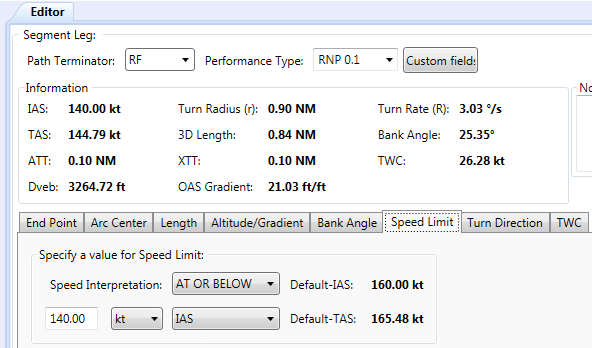 Editor
Segment Leg:
Path Terminator: RF Performance Type: RNP 0.1 Custom field:
Information No
IAS: 140.00 kt Turn Radius (r): 0.90 NM Turn Rate (R): 3.03 °/s
TAS: 144.79 kt 3D Length: 0.84 NM Bank Angle: 25.35°
ATT: 0.10 NM XTT: 0.10 NM TWC: 26.28 kt
Dveb: 3264.72 ft OAS Gradient: 21.03 ft/ft
End Point Arc Center Length Altitude/Gradient Bank Angle Speed Limit Turn Direction TWC
Specify a value for Speed Limit:
Speed Interpretation: AT OR BELOW Default-IAS: 160.00 kt
140.00 kt IAS Default-TAS: 165.48 kt